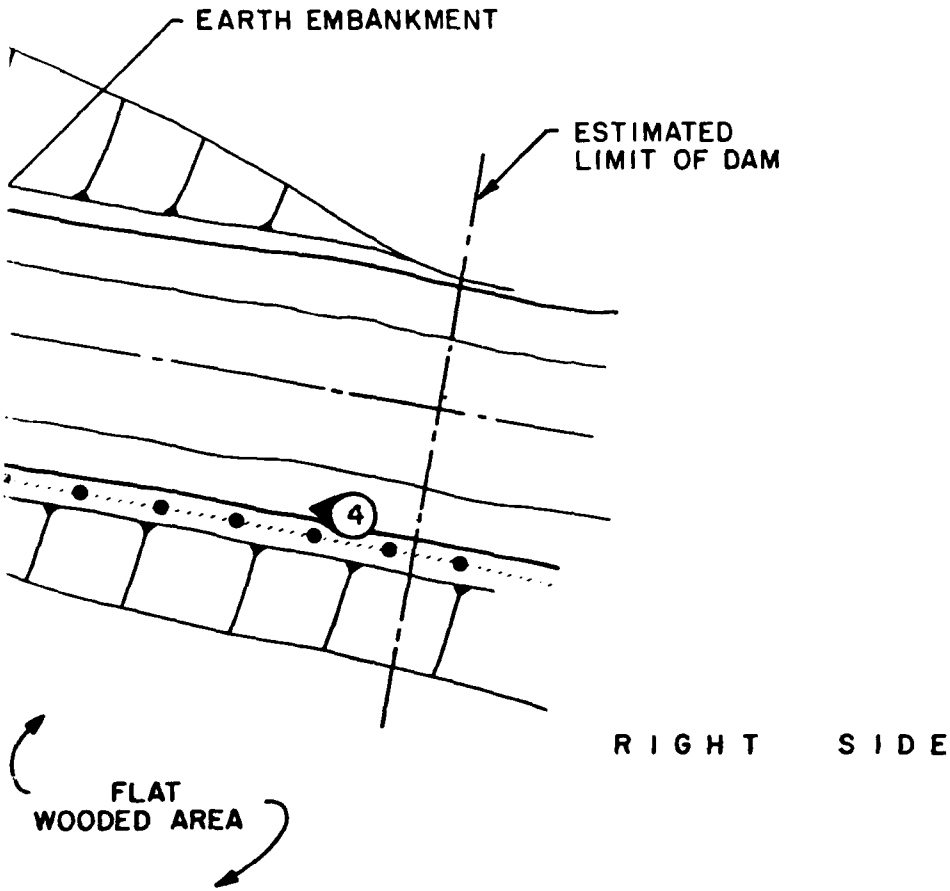 EARTH EMBANKMENT
ESTIMATED
LIMIT OF DAM
4
RIGHT SIDE
FLAT
WOODED AREA